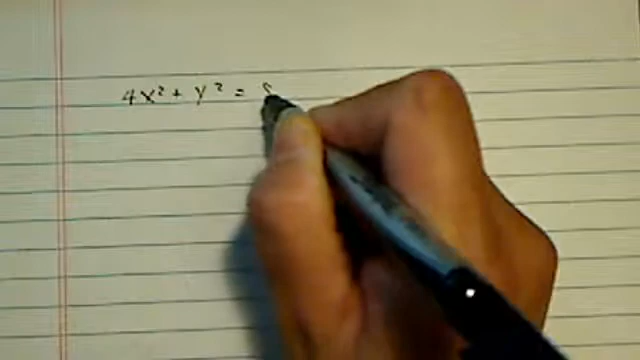 4x² + y² =